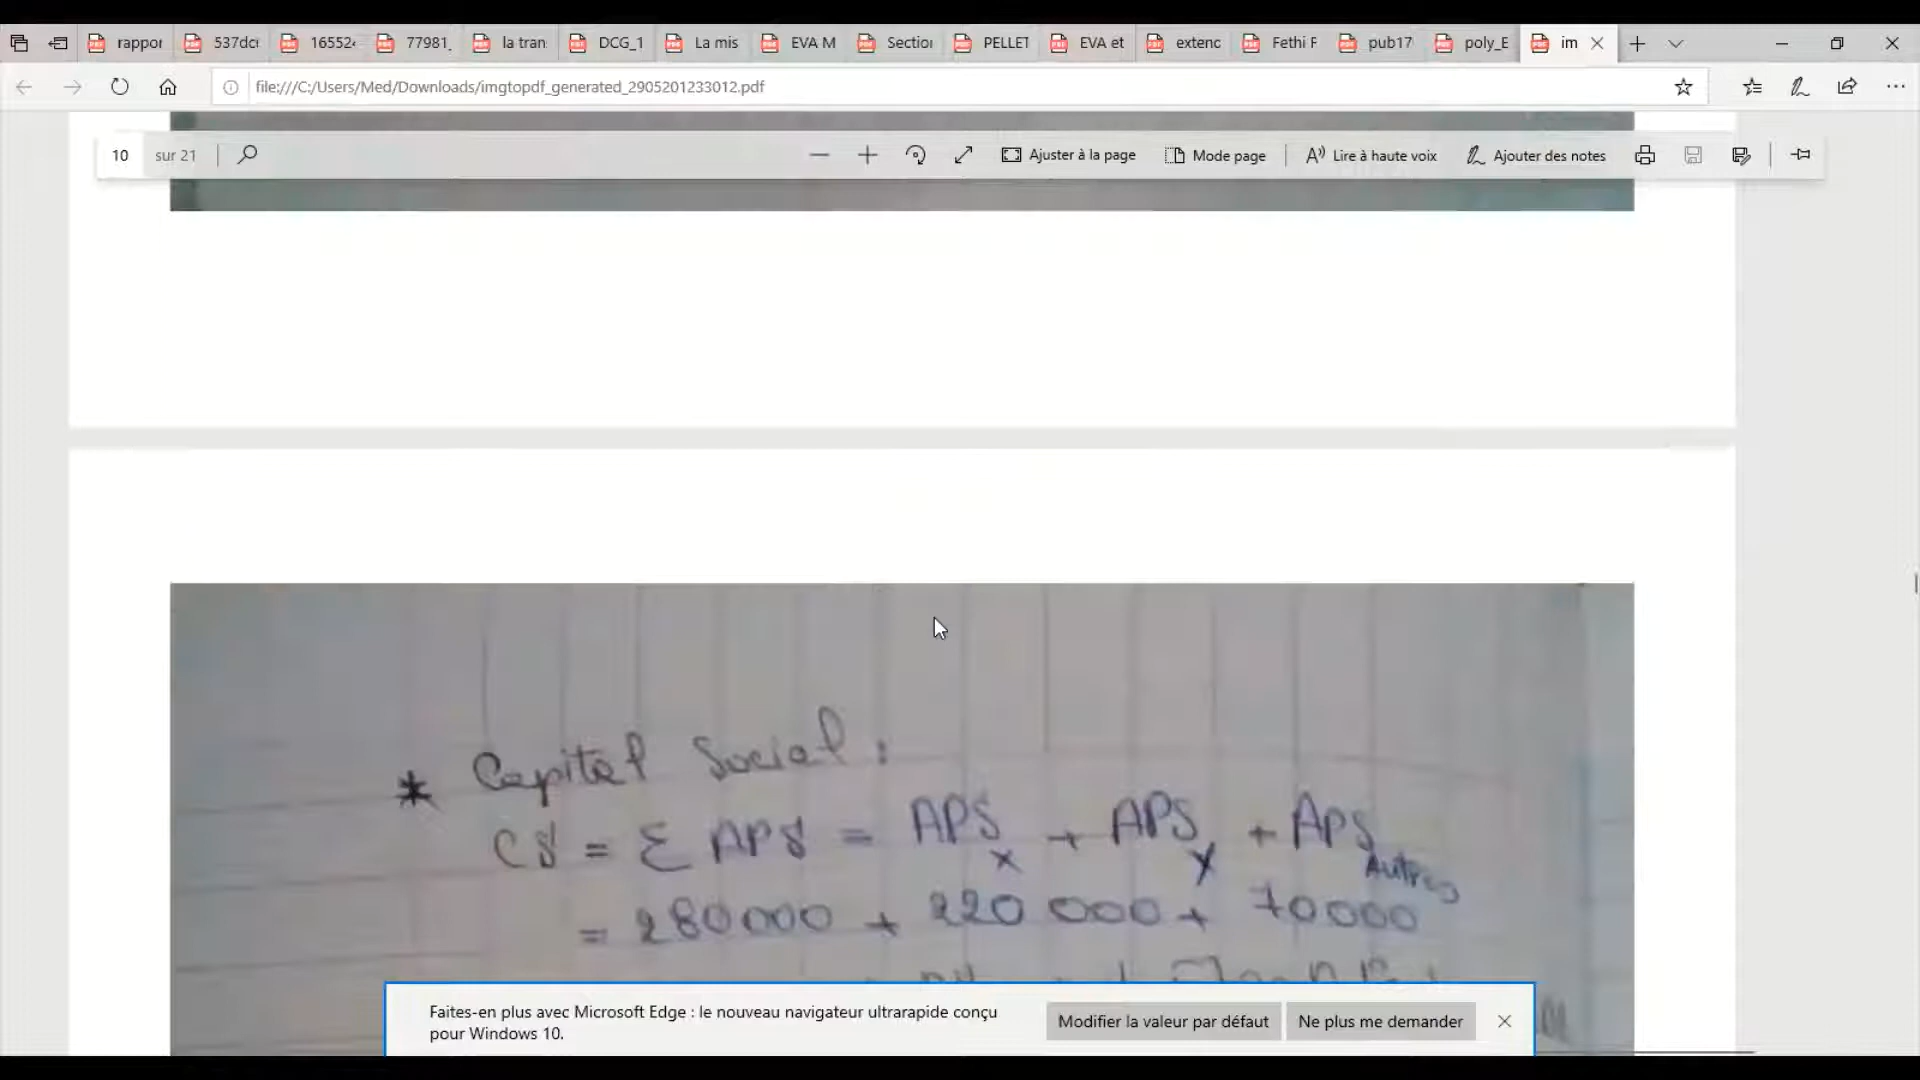 rappor 537dci 16552 77981_ la tran DCG_1 La mis EVA M Section PELLET EVA et extenc Fethi F pub17 poly_E im
file:///C:/Users/Med/Downloads/imgtopdf_generated_2905201233012.pdf
10 sur 21 Ajuster à la page Mode page Lire à haute voix Ajouter des notes
* Capital Social :
CS = Σ APS = APS x + APS y + APS Autres
= 280000 + 220 000 + 70000
Faites-en plus avec Microsoft Edge : le nouveau navigateur ultrarapide conçu
pour Windows 10.
Modifier la valeur par défaut Ne plus me demander